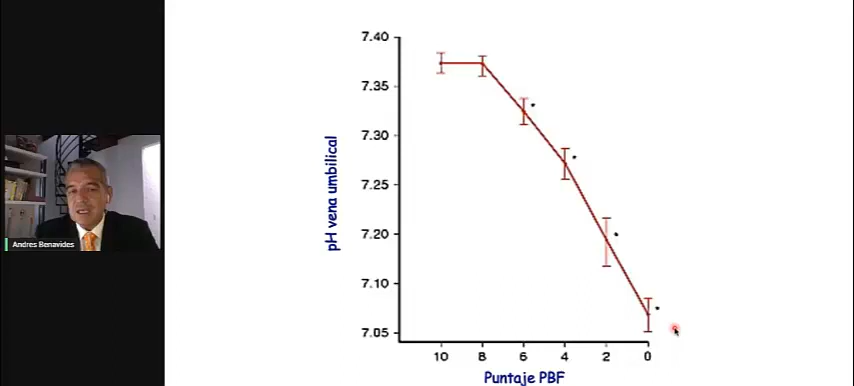 7.40
7.35
7.30
7.25
7.20
7.10
7.05
pH vena umbilical
10 8 6 4 2 0
Puntaje PBF
Andres Benavides